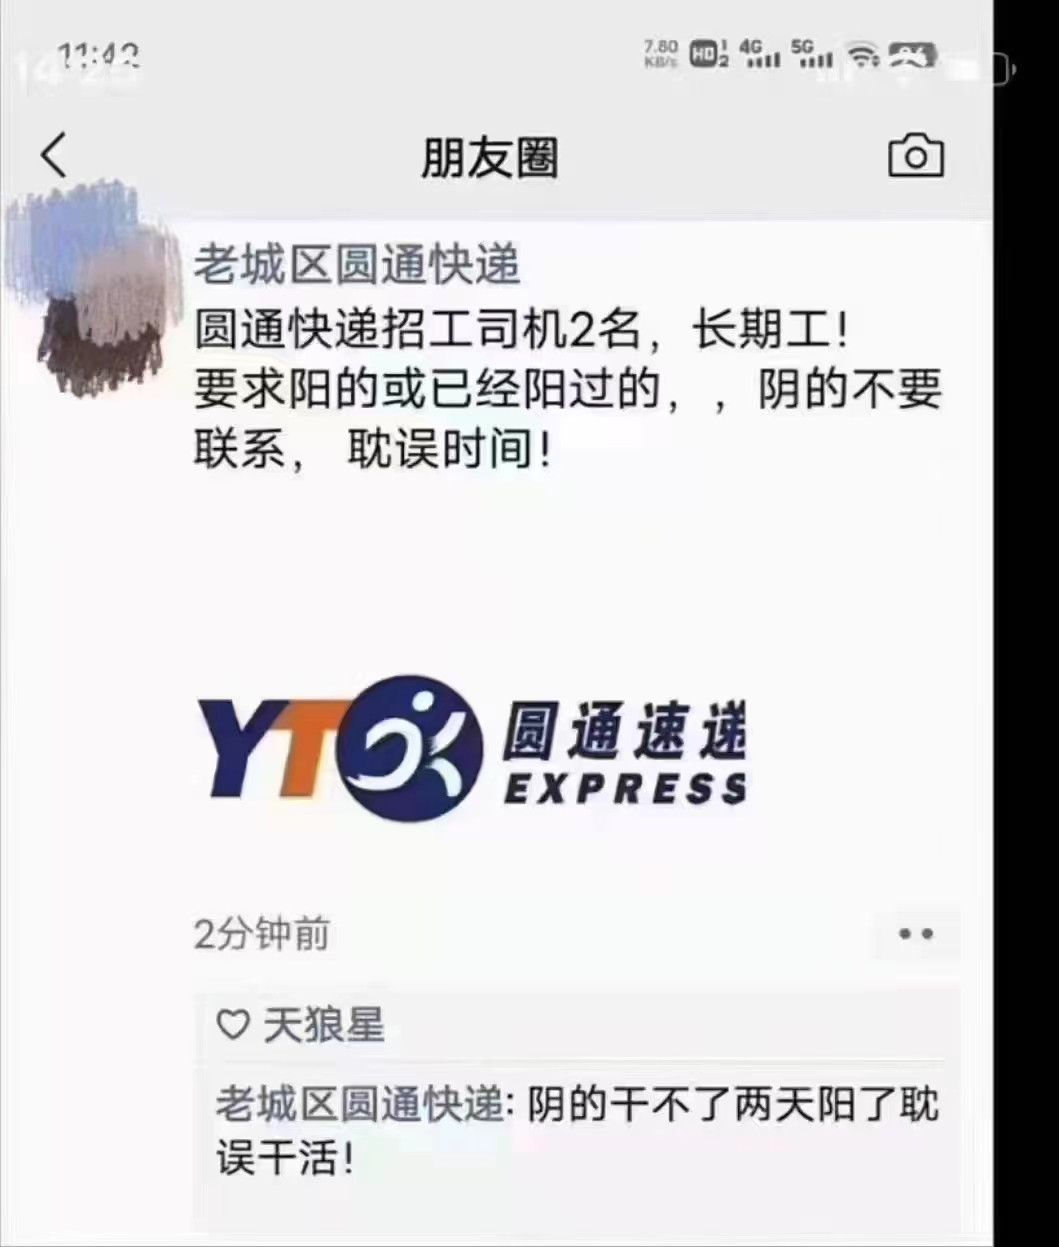 11:42
7.80 KB/s HD 1 2 4G 5G
朋友圈
老城区圆通快递
圆通快递招工司机2名，长期工！
要求阳的或已经阳过的，，阴的不要
联系， 耽误时间！
YTO 圆通速递
EXPRESS
2分钟前
天狼星
老城区圆通快递: 阴的干不了两天阳了耽
误干活！